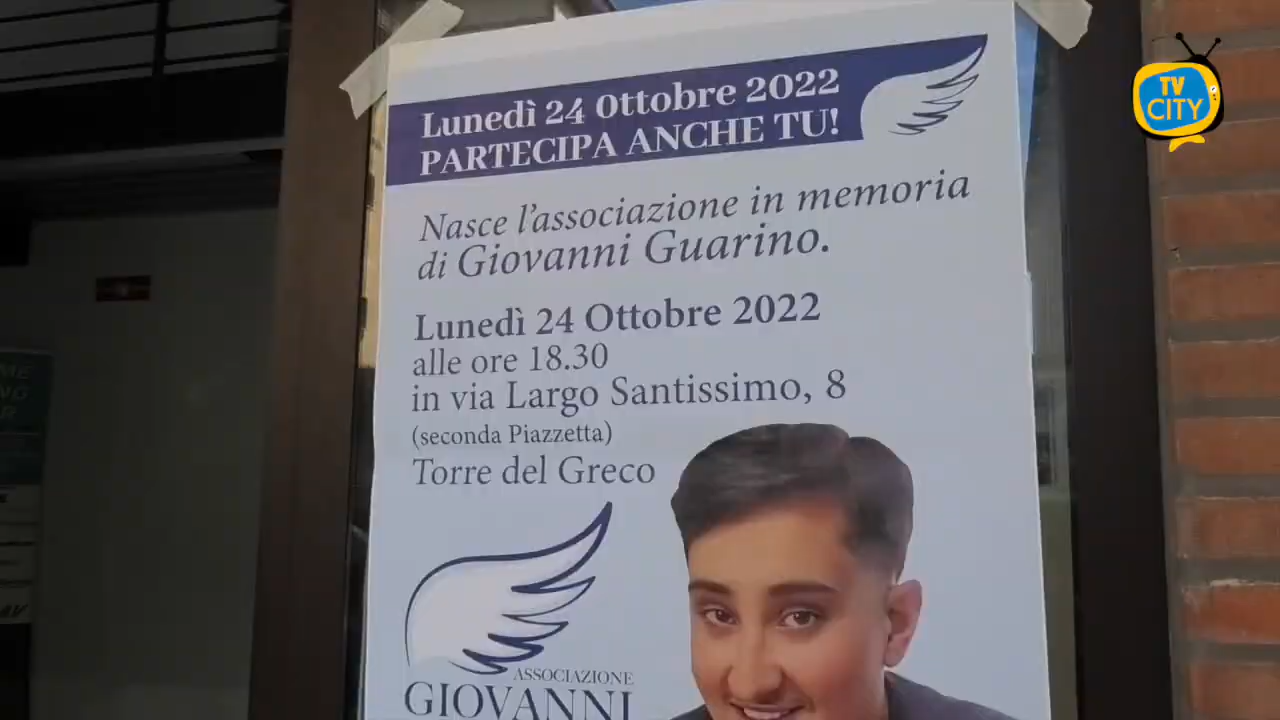 TV
CITY
Lunedì 24 Ottobre 2022
PARTECIPA ANCHE TU!
Nasce l'associazione in memoria
di Giovanni Guarino.
Lunedì 24 Ottobre 2022
alle ore 18.30
in via Largo Santissimo, 8
(seconda Piazzetta)
Torre del Greco
ASSOCIAZIONE
GIOVANNI